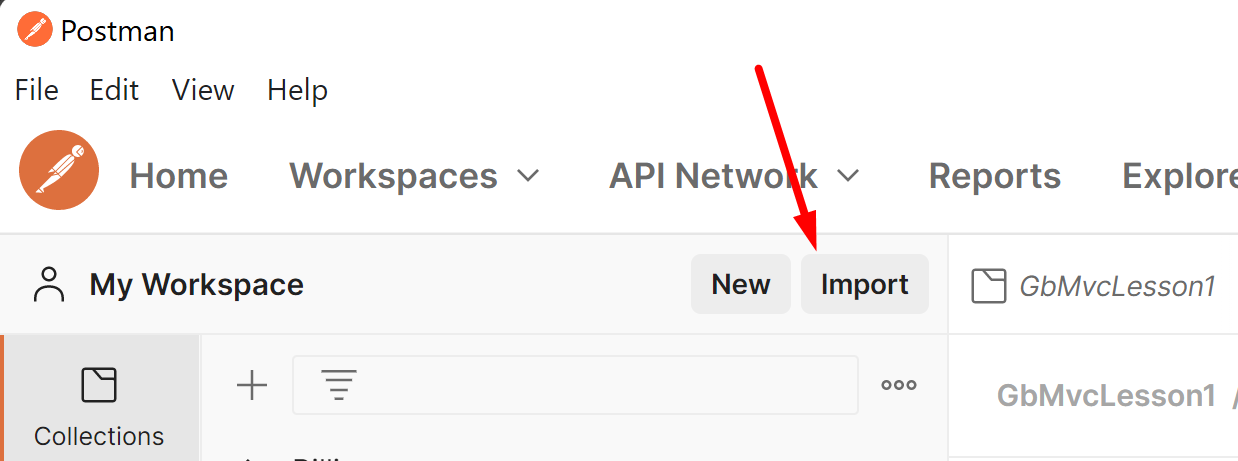 Postman
File Edit View Help
Home Workspaces API Network Reports Explore
My Workspace New Import GbMvcLesson1
GbMvcLesson1 /
Collections